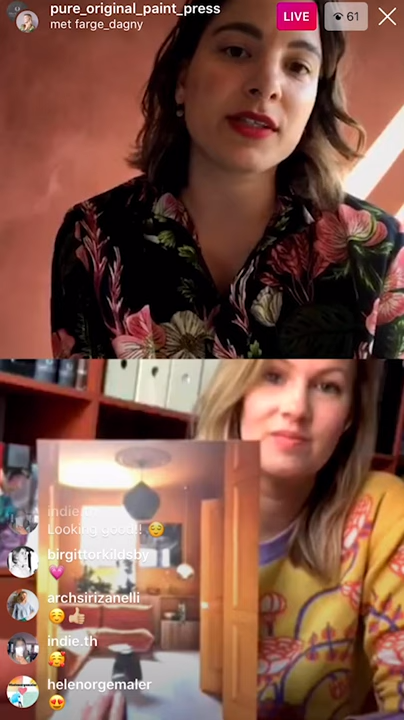 pure_original_paint_press
met farge_dagny
LIVE
61
indie.th
Looking good!! 😌
birgittorkildsby
💗
archsirizanelli
☺️👍🏼
indie.th
🥰
helenorgemaler
😍